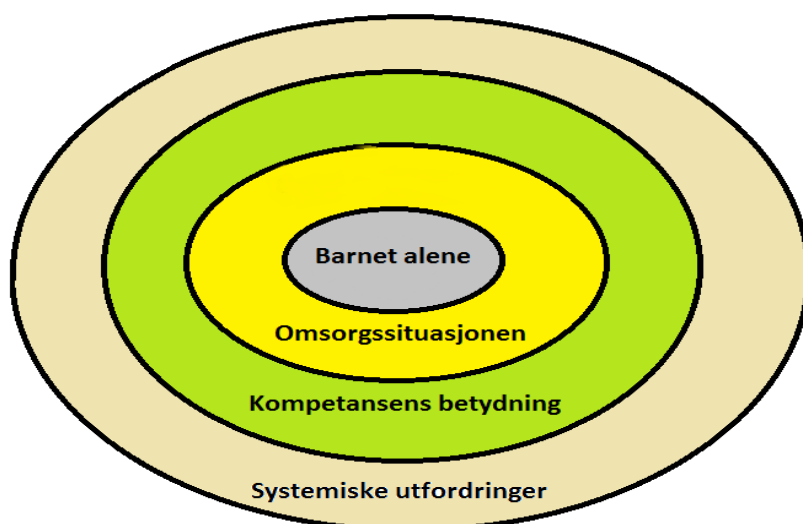 Barnet alene
Omsorgssituasjonen
Kompetansens betydning
Systemiske utfordringer